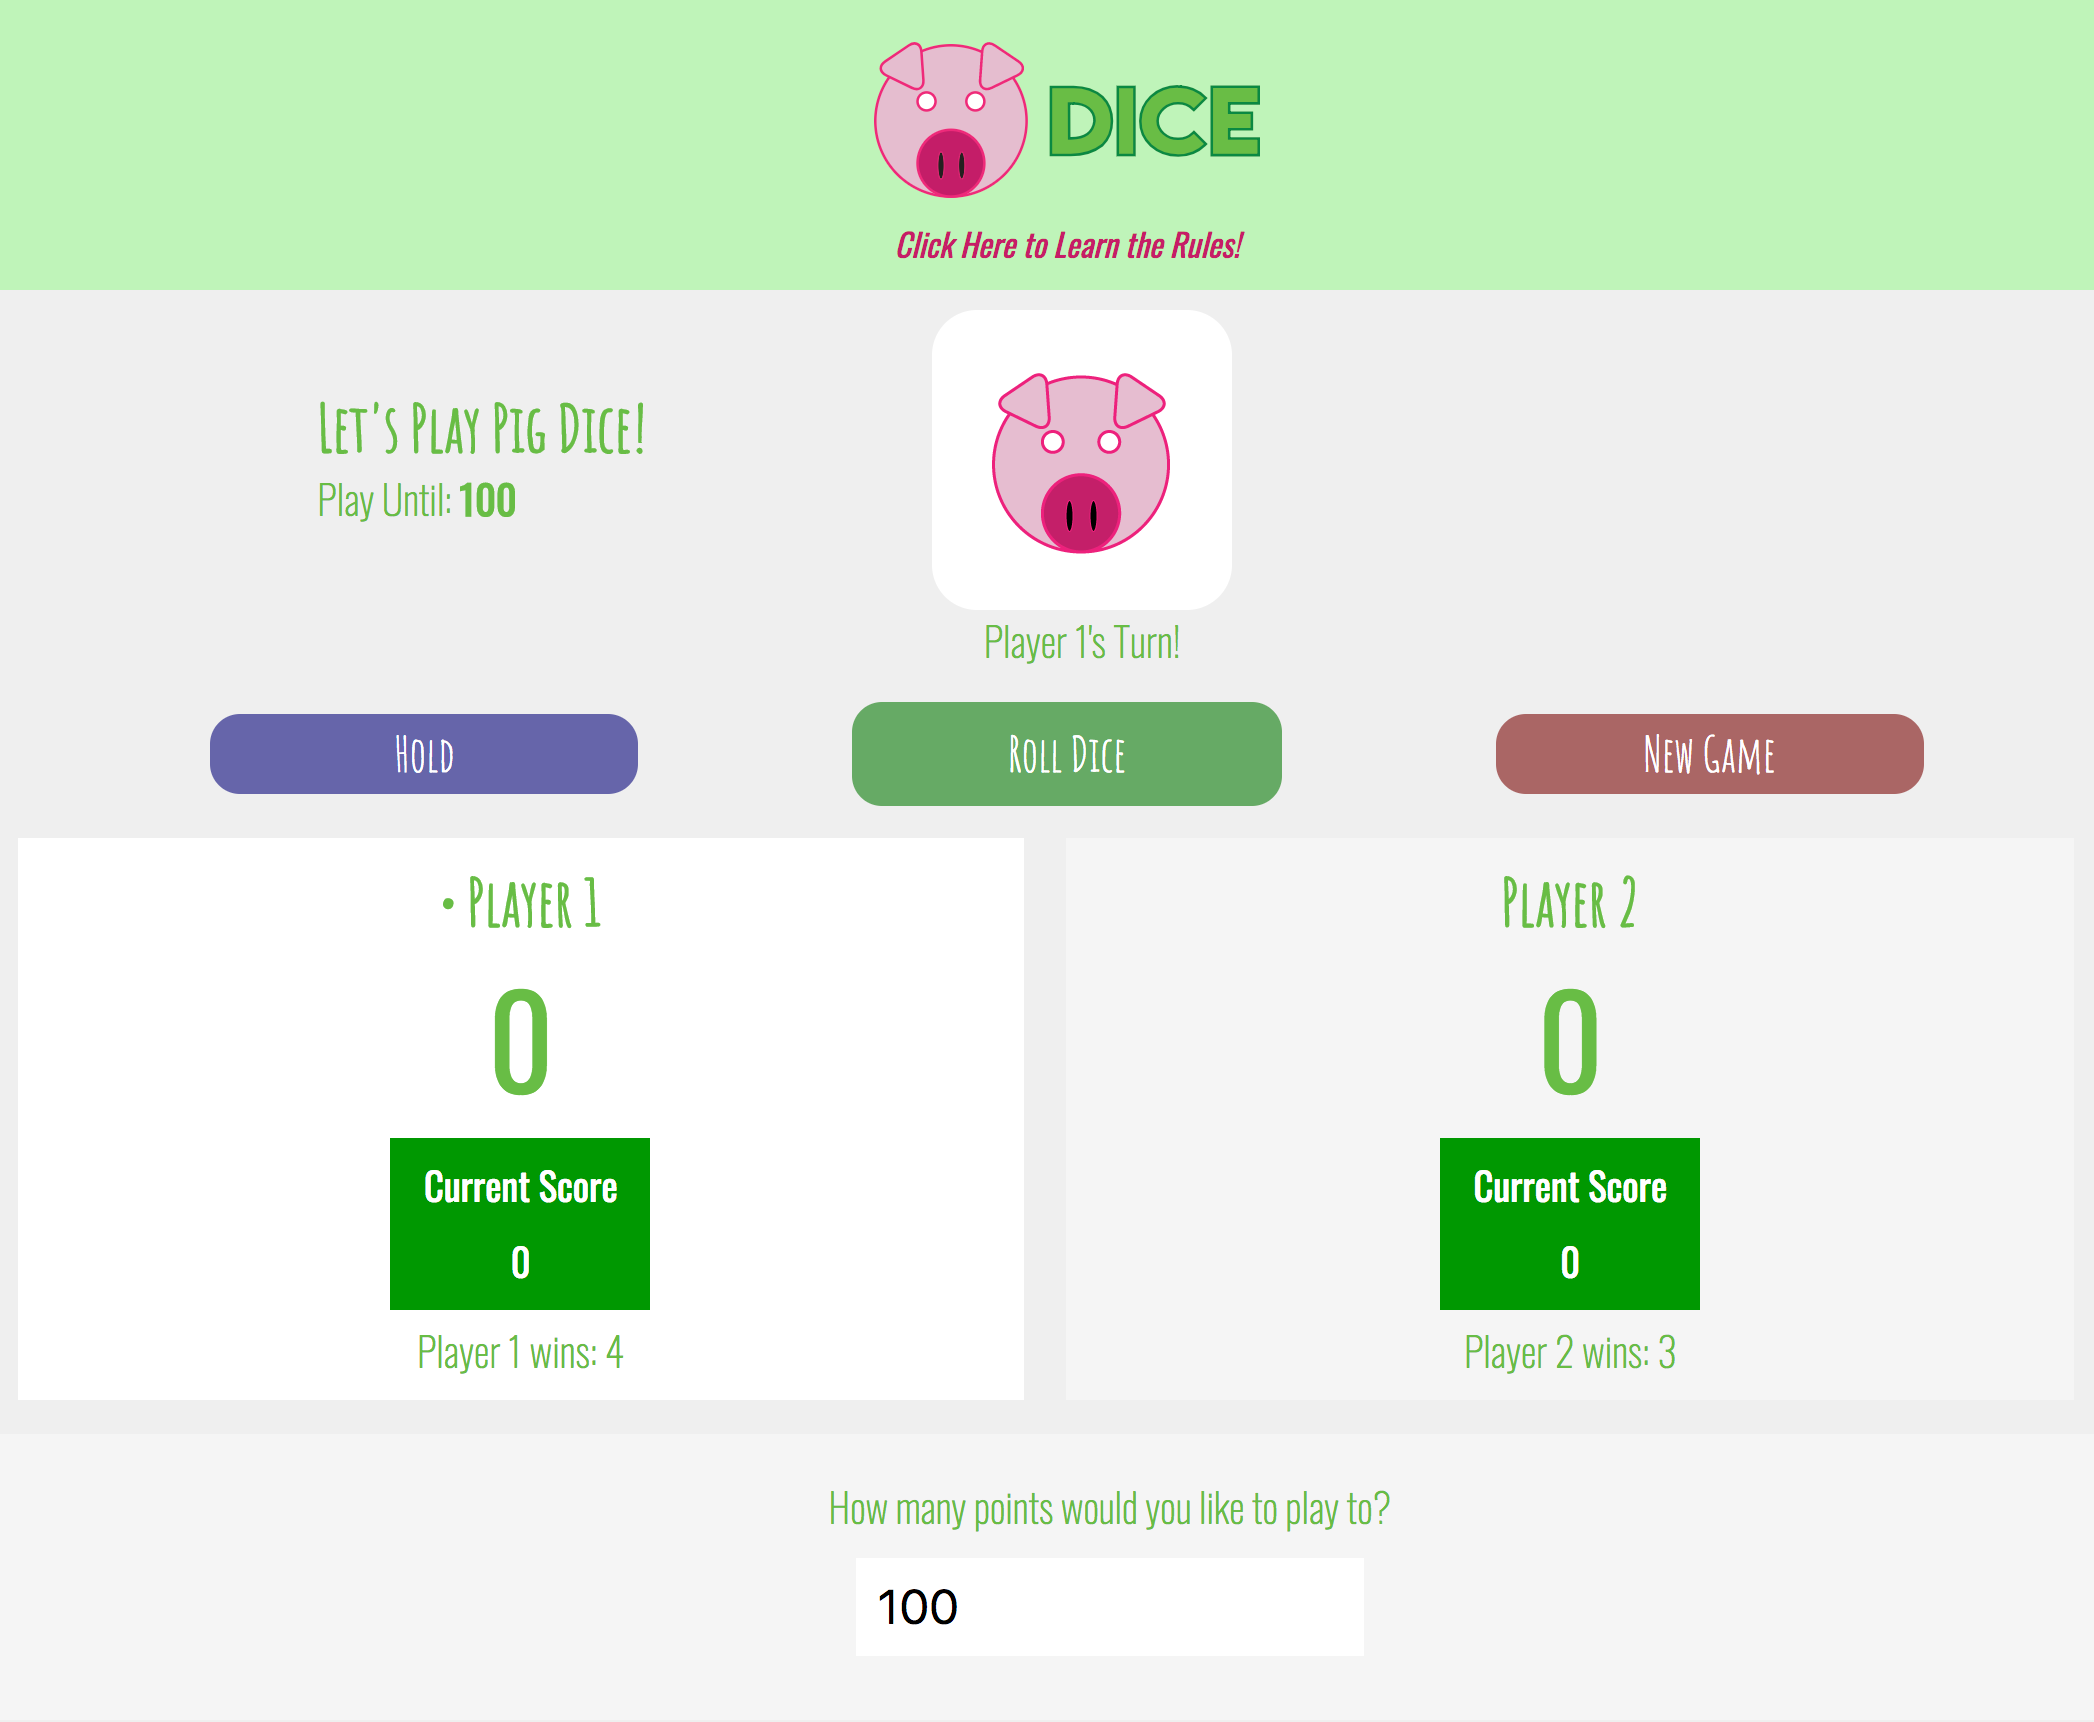 DICE
Click Here to Learn the Rules!
Let's Play Pig Dice!
Play Until: 100
Player 1's Turn!
Hold
Roll Dice
New Game
• Player 1
0
Current Score
0
Player 1 wins: 4
Player 2
0
Current Score
0
Player 2 wins: 3
How many points would you like to play to?
100